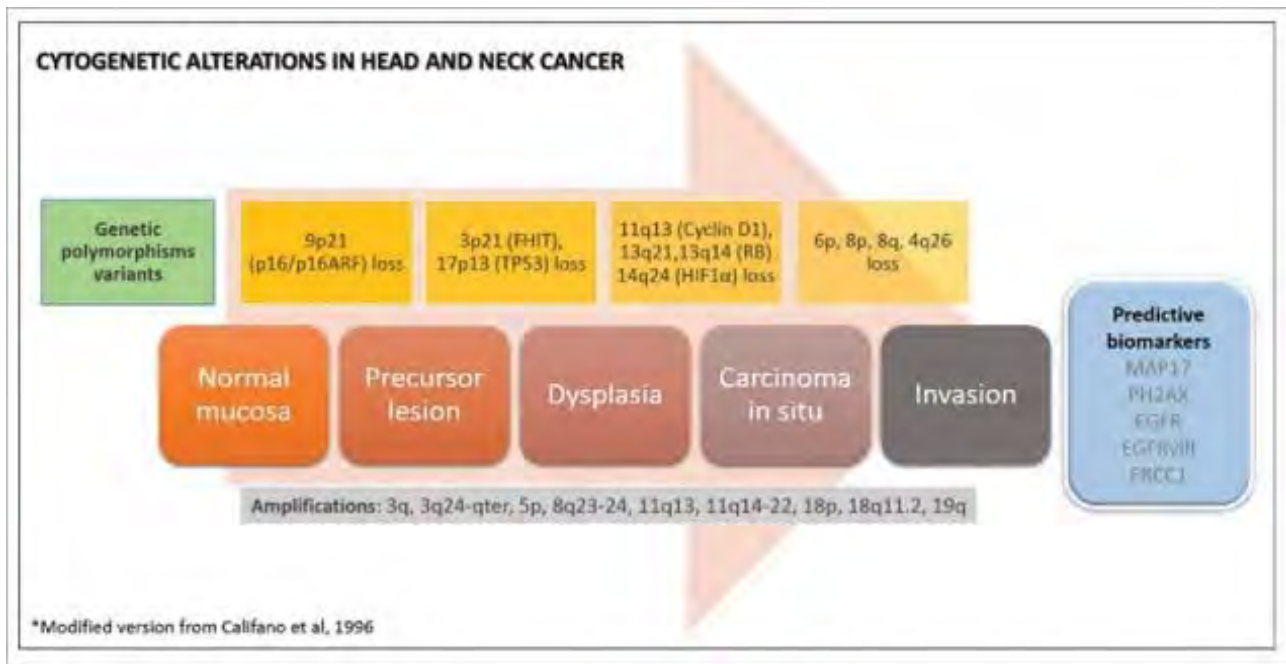 CYTOGENETIC ALTERATIONS IN HEAD AND NECK CANCER
Genetic
polymorphisms
variants
9p21
(p16/p16ARF) loss
3p21 (FHIT),
17p13 (TP53) loss
11q13 (Cyclin D1),
13q21,13q14 (RB)
14q24 (HIF1α) loss
6p, 8p, 8q, 4q26
loss
Normal
mucosa
Precursor
lesion
Dysplasia
Carcinoma
in situ
Invasion
Predictive
biomarkers
MAP17
PH2AX
EGFR
EGFRVIII
ERCC1
Amplifications: 3q, 3q24-qter, 5p, 8q23-24, 11q13, 11q14-22, 18p, 18q11.2, 19q
*Modified version from Califano et al, 1996